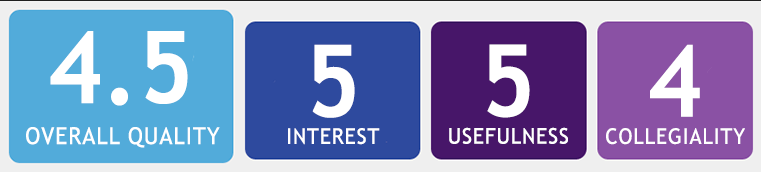 4.5
OVERALL QUALITY
5
INTEREST
5
USEFULNESS
4
COLLEGIALITY